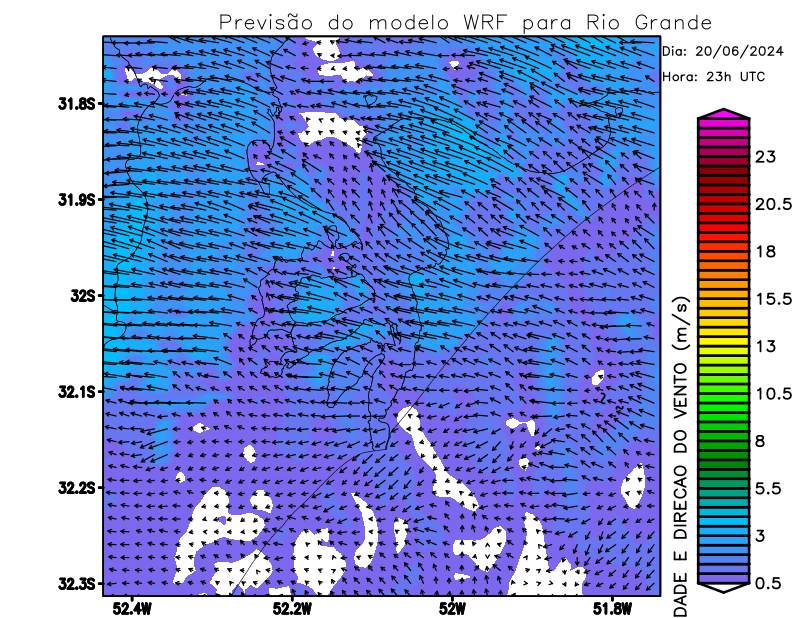 Previsão do modelo WRF para Rio Grande
Dia: 20/06/2024
Hora: 23h UTC
31.8S
31.9S
32S
32.1S
32.2S
32.3S
52.4W
52.2W
52W
51.8W
23
20.5
18
15.5
13
10.5
8
5.5
3
0.5
DADE E DIRECAO DO VENTO (m/s)